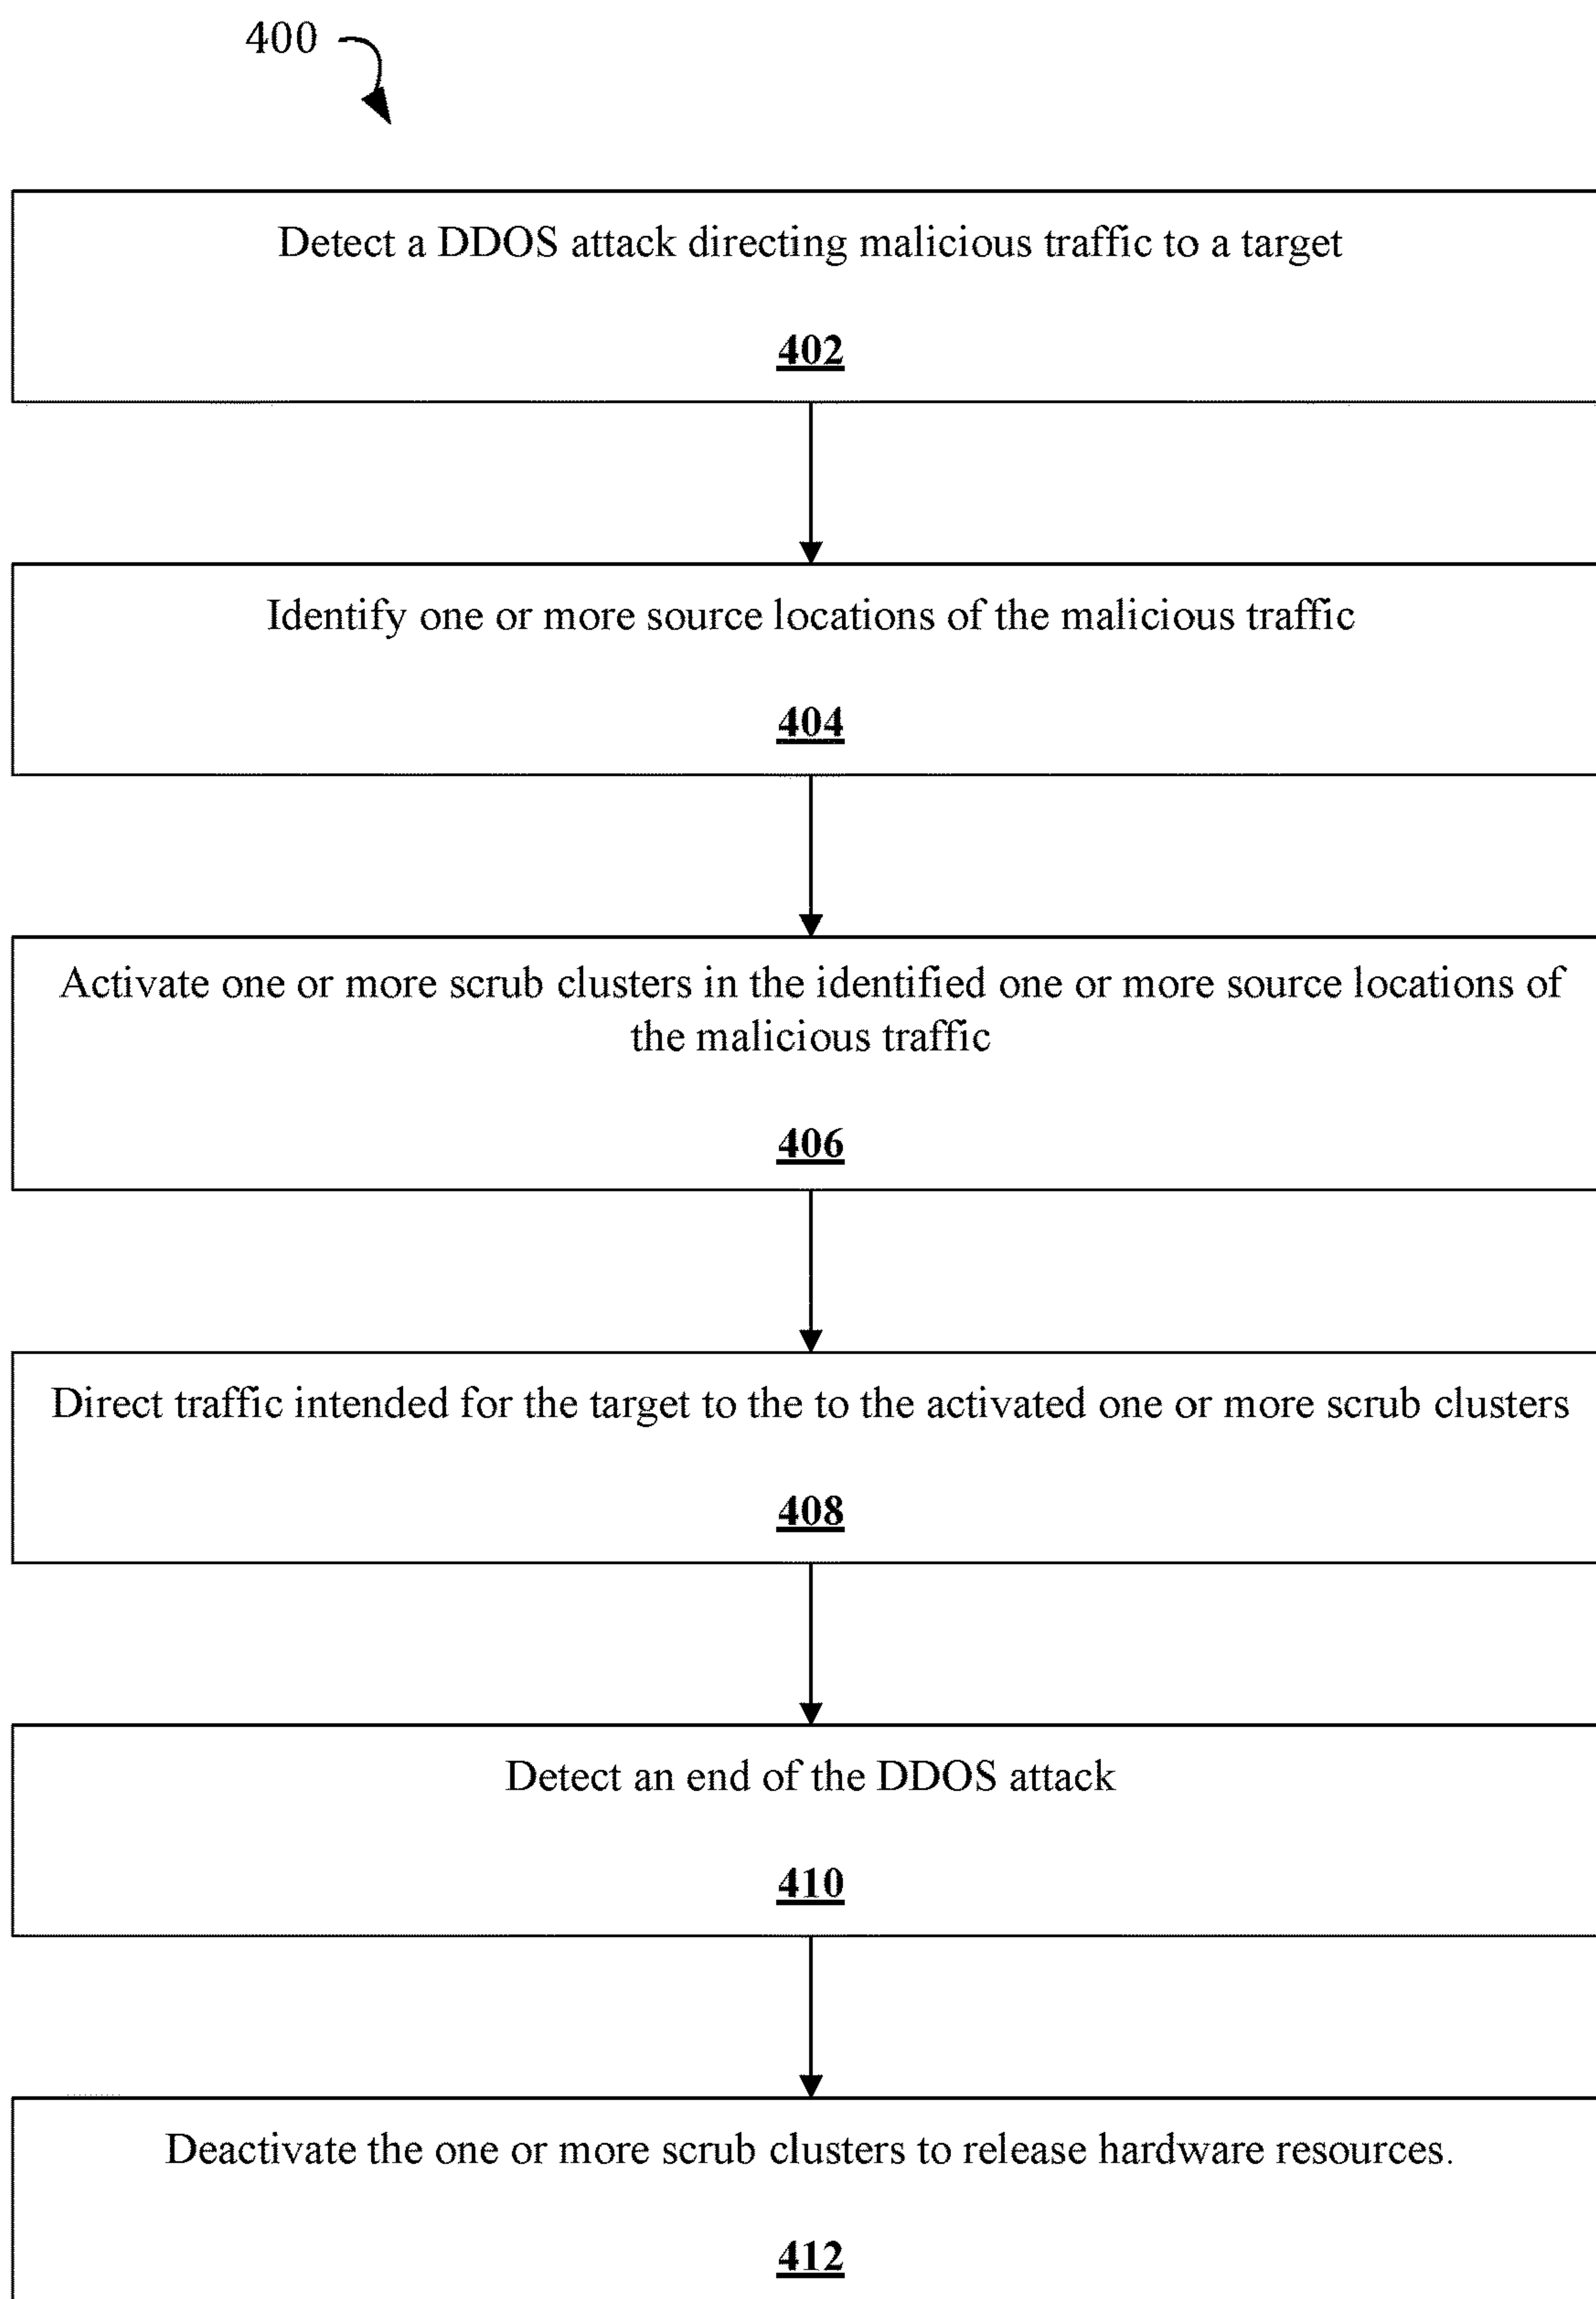 400
Detect a DDOS attack directing malicious traffic to a target
402
Identify one or more source locations of the malicious traffic
404
Activate one or more scrub clusters in the identified one or more source locations of
the malicious traffic
406
Direct traffic intended for the target to the to the activated one or more scrub clusters
408
Detect an end of the DDOS attack
410
Deactivate the one or more scrub clusters to release hardware resources.
412